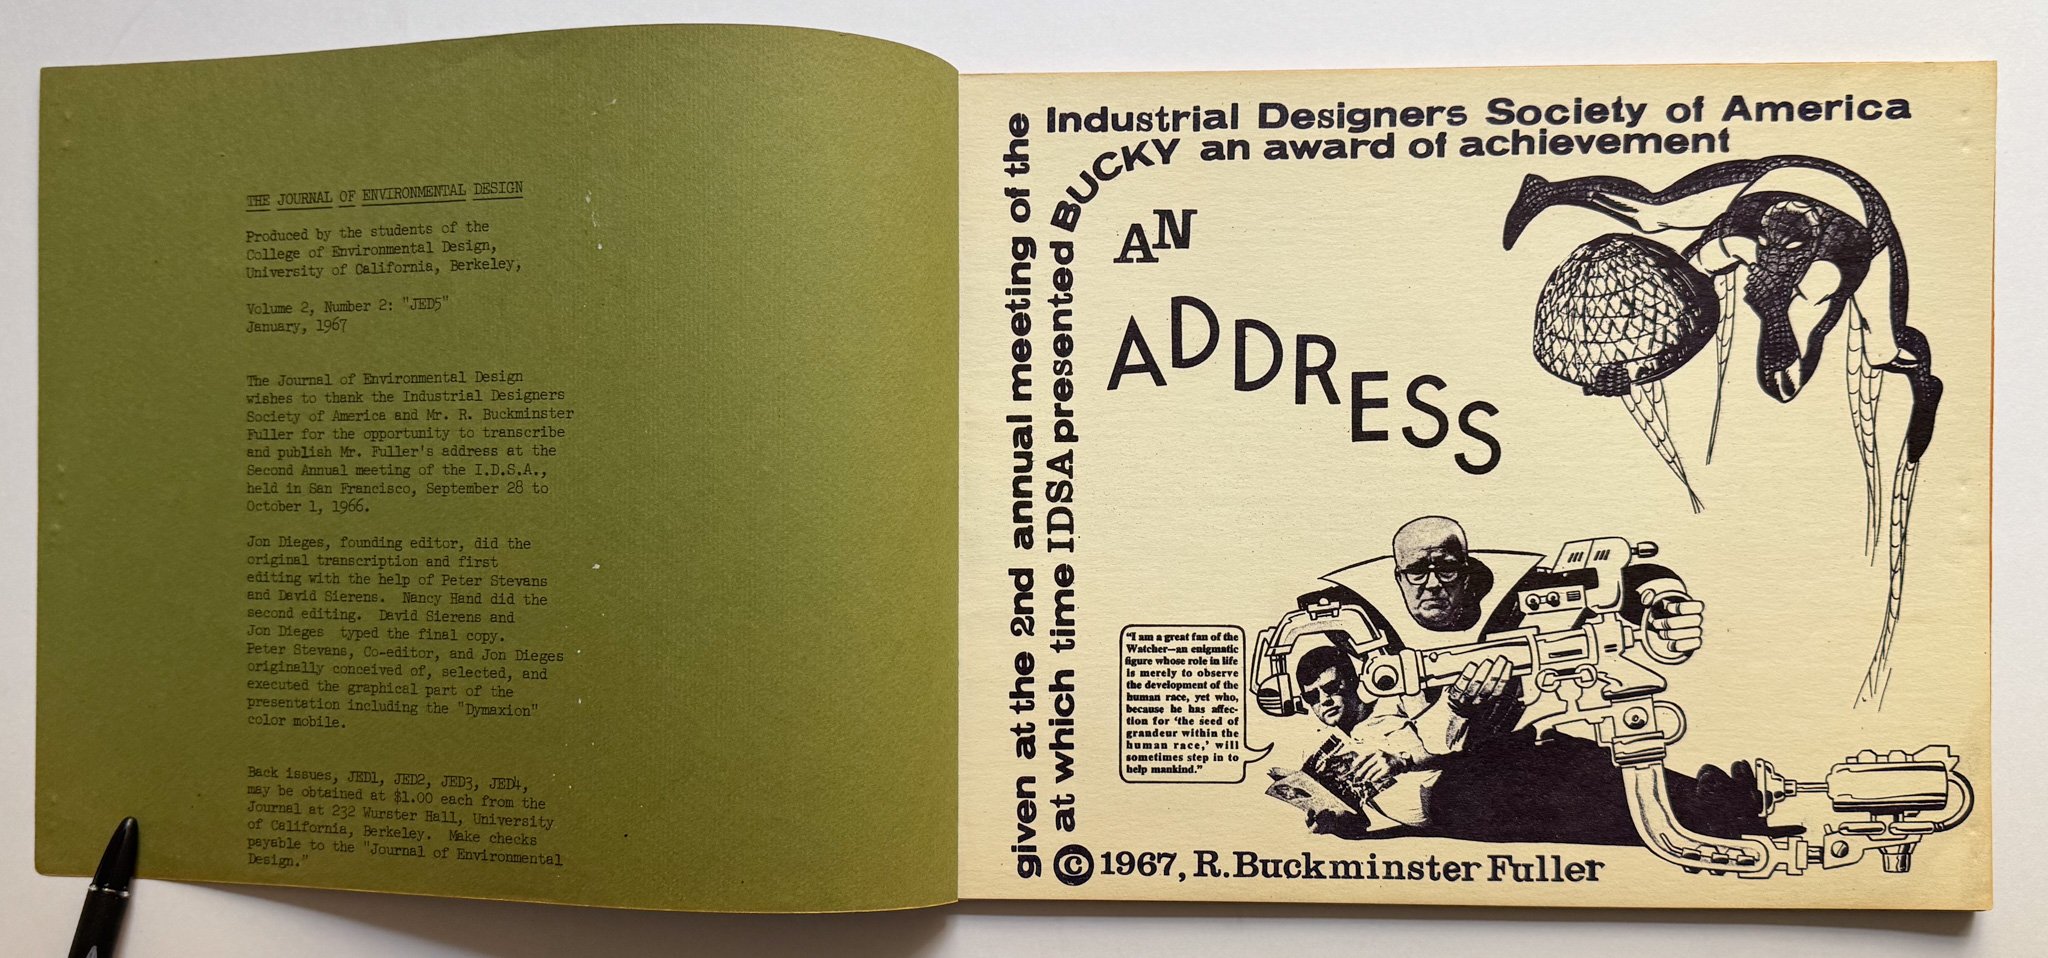 THE JOURNAL OF ENVIRONMENTAL DESIGN
Produced by the students of the
College of Environmental Design,
University of California, Berkeley,
Volume 2, Number 2: "JED5"
January, 1967
The Journal of Environmental Design
wishes to thank the Industrial Designers
Society of America and Mr. R. Buckminster
Fuller for the opportunity to transcribe
and publish Mr. Fuller's address at the
Second Annual meeting of the I.D.S.A.,
held in San Francisco, September 28 to
October 1, 1966.
Jon Dieges, founding editor, did the
original transcription and first
editing with the help of Peter Stevans
and David Sierens. Nancy Hand did the
second editing. David Sierens and
Jon Dieges typed the final copy.
Peter Stevans, Co-editor, and Jon Dieges
originally conceived of, selected, and
executed the graphical part of the
presentation including the "Dymaxion"
color mobile.
Back issues, JED1, JED2, JED3, JED4,
may be obtained at $1.00 each from the
Journal at 232 Wurster Hall, University
of California, Berkeley. Make checks
payable to the "Journal of Environmental
Design."
given at the 2nd annual meeting of the Industrial Designers Society of America
at which time IDSA presented BUCKY an award of achievement
AN
ADDRESS
"I am a great fan of the
Watcher—an enigmatic
figure whose role in life
is merely to observe
the development of the
human race, yet who,
because he has affec-
tion for 'the seed of
grandeur within the
human race,' will
sometimes step in to
help mankind."
© 1967, R. Buckminster Fuller